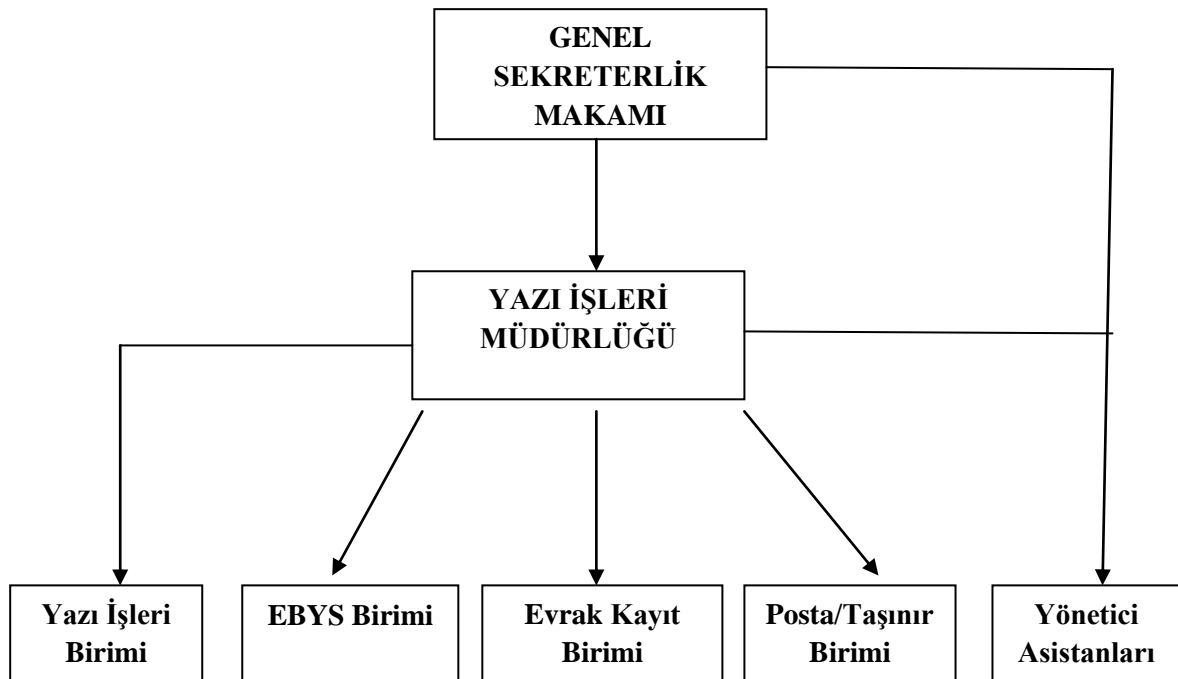 GENEL
SEKRETERLİK
MAKAMI
YAZI İŞLERİ
MÜDÜRLÜĞÜ
Yazı İşleri
Birimi
EBYS Birimi
Evrak Kayıt
Birimi
Posta/Taşınır
Birimi
Yönetici
Asistanları